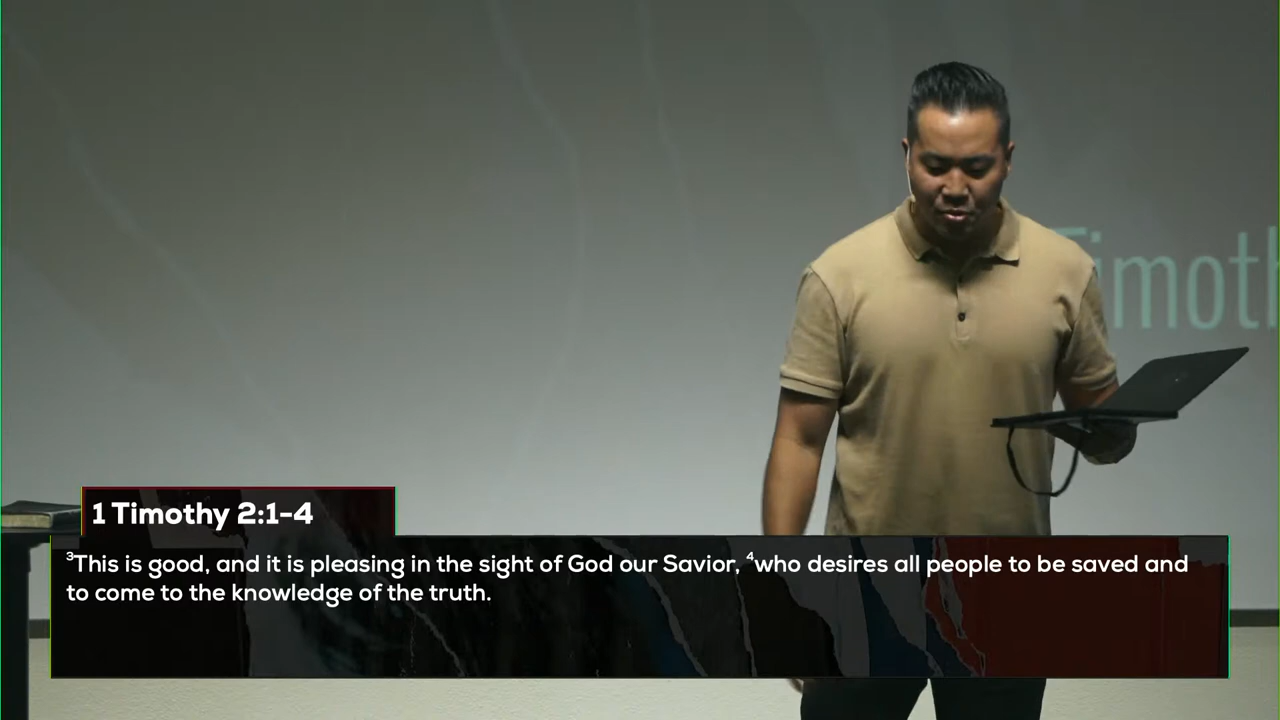 Timoth
1 Timothy 2:1-4
³This is good, and it is pleasing in the sight of God our Savior, ⁴who desires all people to be saved and
to come to the knowledge of the truth.